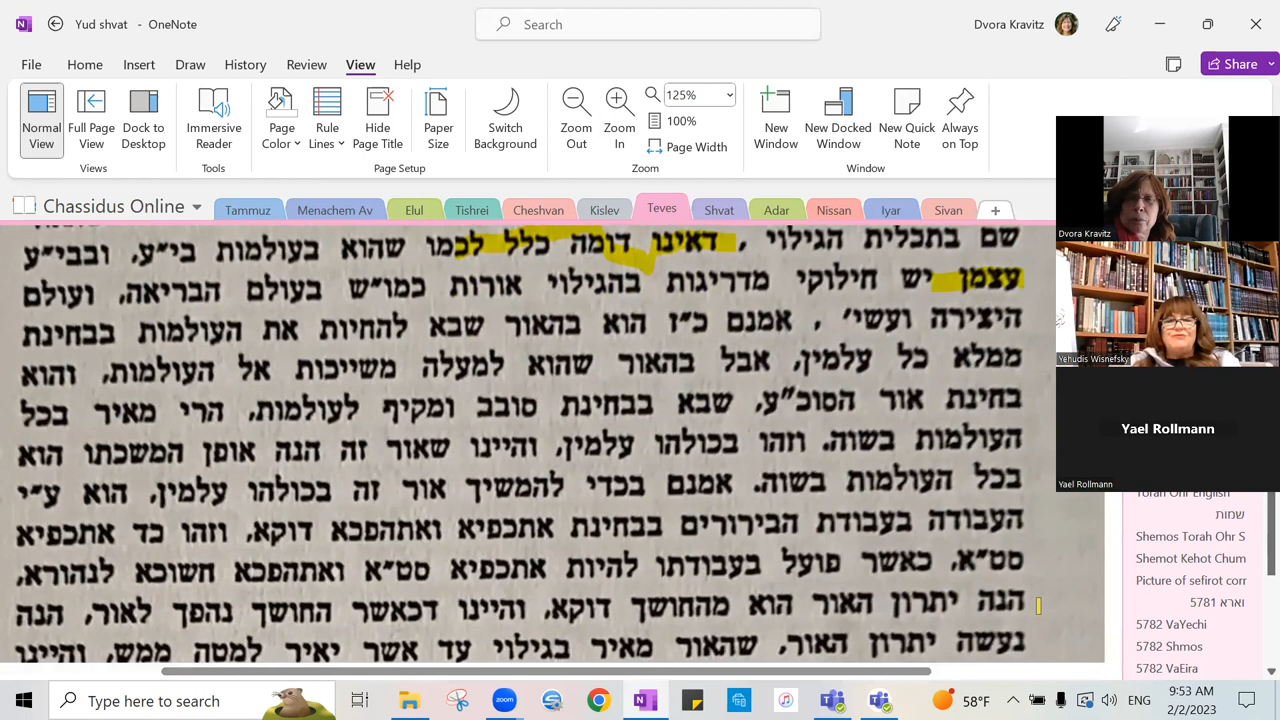 Yud shvat - OneNote
Search
Dvora Kravitz
File Home Insert Draw History Review View Help
Share
Normal View
Full Page View
Dock to Desktop
Immersive Reader
Page Color
Rule Lines
Hide Page Title
Paper Size
Switch Background
Zoom Out
Zoom In
125%
100%
Page Width
New Window
New Docked Window
New Quick Note
Always on Top
Views
Tools
Page Setup
Zoom
Window
Chassidus Online
Tammuz Menachem Av Elul Tishrei Cheshvan Kislev Teves Shvat Adar Nissan Iyar Sivan
שם בתכלית הגילוי, דאינו דומה כלל לכמו שהוא בעולמות בי״ע, ובבי״ע
עצמן יש חילוקי מדריגות בהגילוי אורות כמו״ש בעולם הבריאה, ועולם
היצירה ועשי׳, אמנם כ״ז הוא בהאור שבא להחיות את העולמות בבחינת
ממלא כל עלמין, אבל בהאור שהוא למעלה משייכות אל העולמות, והוא
בחינת אור הסוכ״ע, שבא בבחינת סובב ומקיף לעולמות, הרי מאיר בכל
העולמות בשוה. וזהו בכולהו עלמין, והיינו שאור זה הנה אופן המשכתו הוא
בכל העולמות בשוה. אמנם בכדי להמשיך אור זה בכולהו עלמין, הוא ע״י
העבודה בעבודת הבירורים בבחינת אתכפיא ואתהפכא דוקא, וזהו כד אתכפיא
סט״א, כאשר פועל בעבודתו להיות אתכפיא סט״א ואתהפכא חשוכא לנהורא,
הנה יתרון האור הוא מהחושך דוקא, והיינו דכאשר החושך נהפך לאור, הנה
נעשה יתרון האור, שהאור מאיר בגילוי עד אשר יאיר למטה ממש, והיינו
Dvora Kravitz
Yehudis Wisnefsky
Yael Rollmann
Yael Rollmann
Torah Ohr English
שמות
Shemos Torah Ohr S
Shemot Kehot Chum
Picture of sefirot corr
וארא 5781
5782 VaYechi
5782 Shmos
5782 VaEira
Type here to search
zoom
58°F
ENG
9:53 AM
2/2/2023